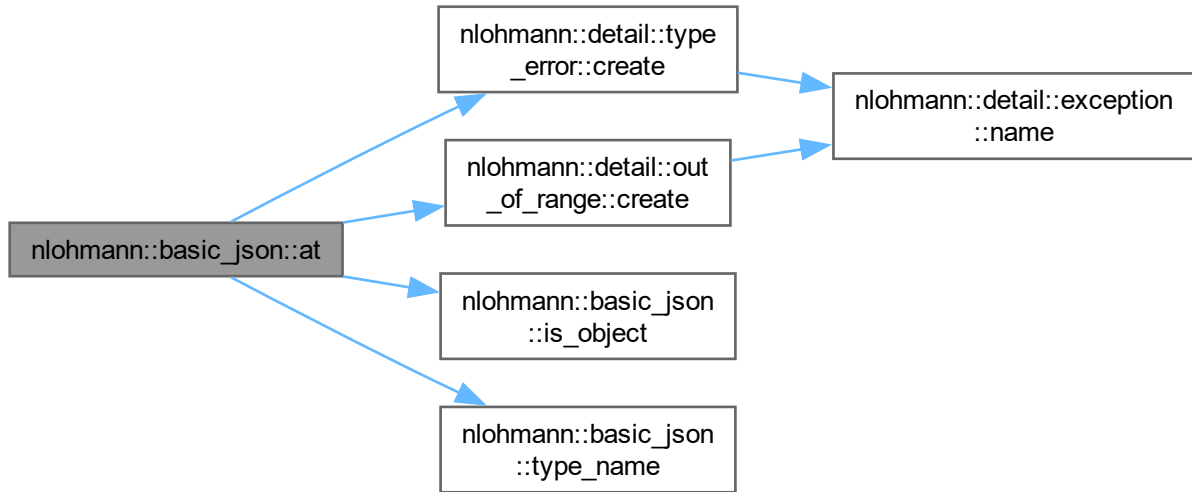 nlohmann::detail::type
_error::create
nlohmann::detail::exception
::name
nlohmann::detail::out
_of_range::create
nlohmann::basic_json::at
nlohmann::basic_json
::is_object
nlohmann::basic_json
::type_name